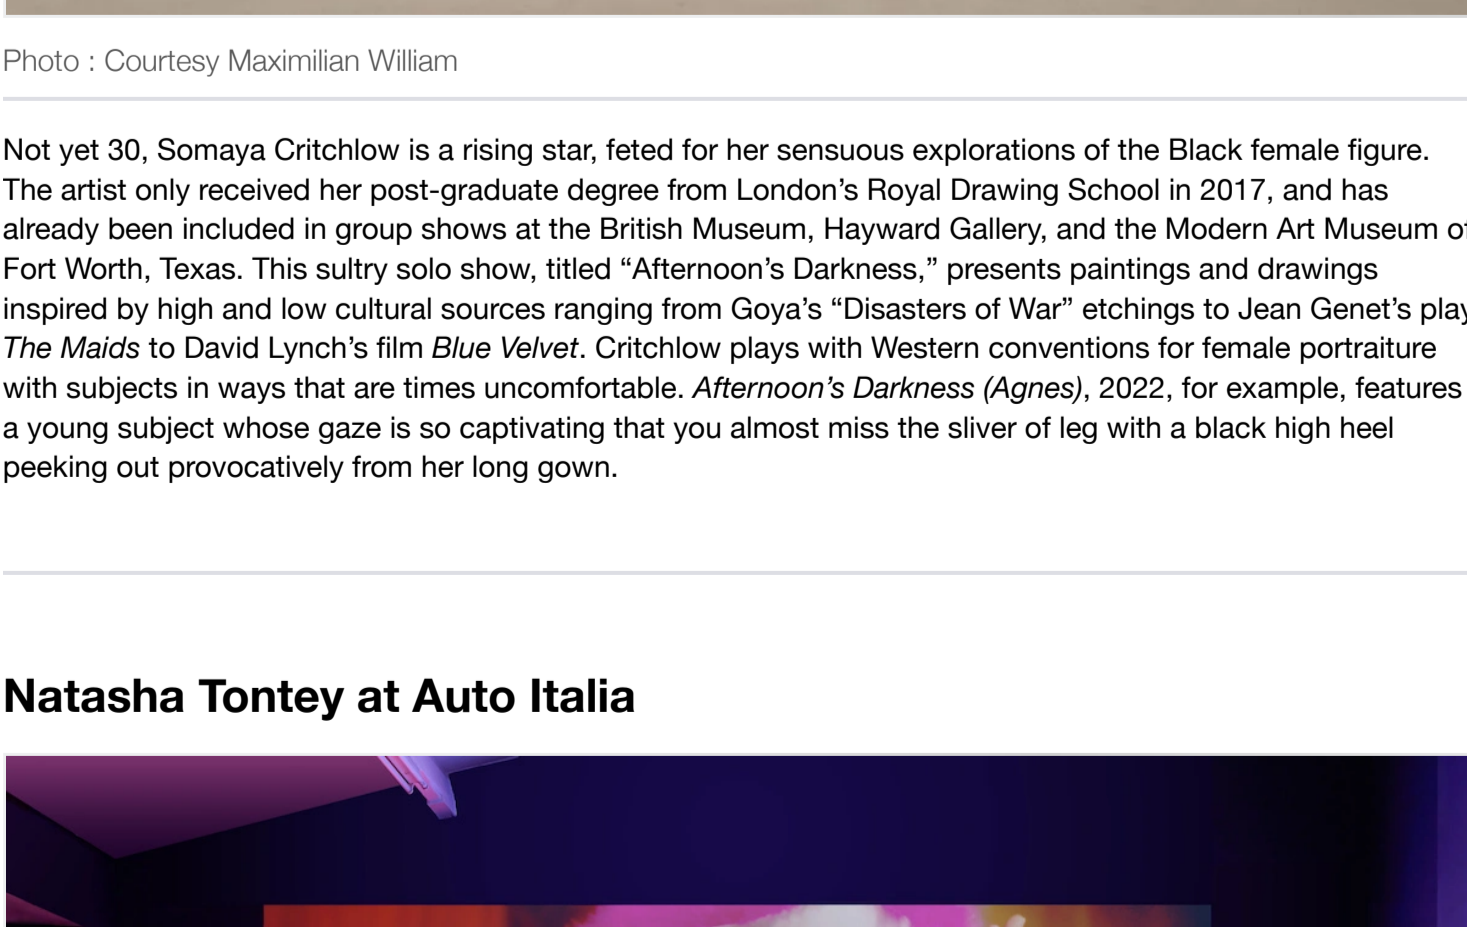 Photo : Courtesy Maximilian William
Not yet 30, Somaya Critchlow is a rising star, feted for her sensuous explorations of the Black female figure.
The artist only received her post-graduate degree from London’s Royal Drawing School in 2017, and has
already been included in group shows at the British Museum, Hayward Gallery, and the Modern Art Museum of
Fort Worth, Texas. This sultry solo show, titled “Afternoon’s Darkness,” presents paintings and drawings
inspired by high and low cultural sources ranging from Goya’s “Disasters of War” etchings to Jean Genet’s play
The Maids to David Lynch’s film Blue Velvet. Critchlow plays with Western conventions for female portraiture
with subjects in ways that are times uncomfortable. Afternoon’s Darkness (Agnes), 2022, for example, features
a young subject whose gaze is so captivating that you almost miss the sliver of leg with a black high heel
peeking out provocatively from her long gown.
Natasha Tontey at Auto Italia